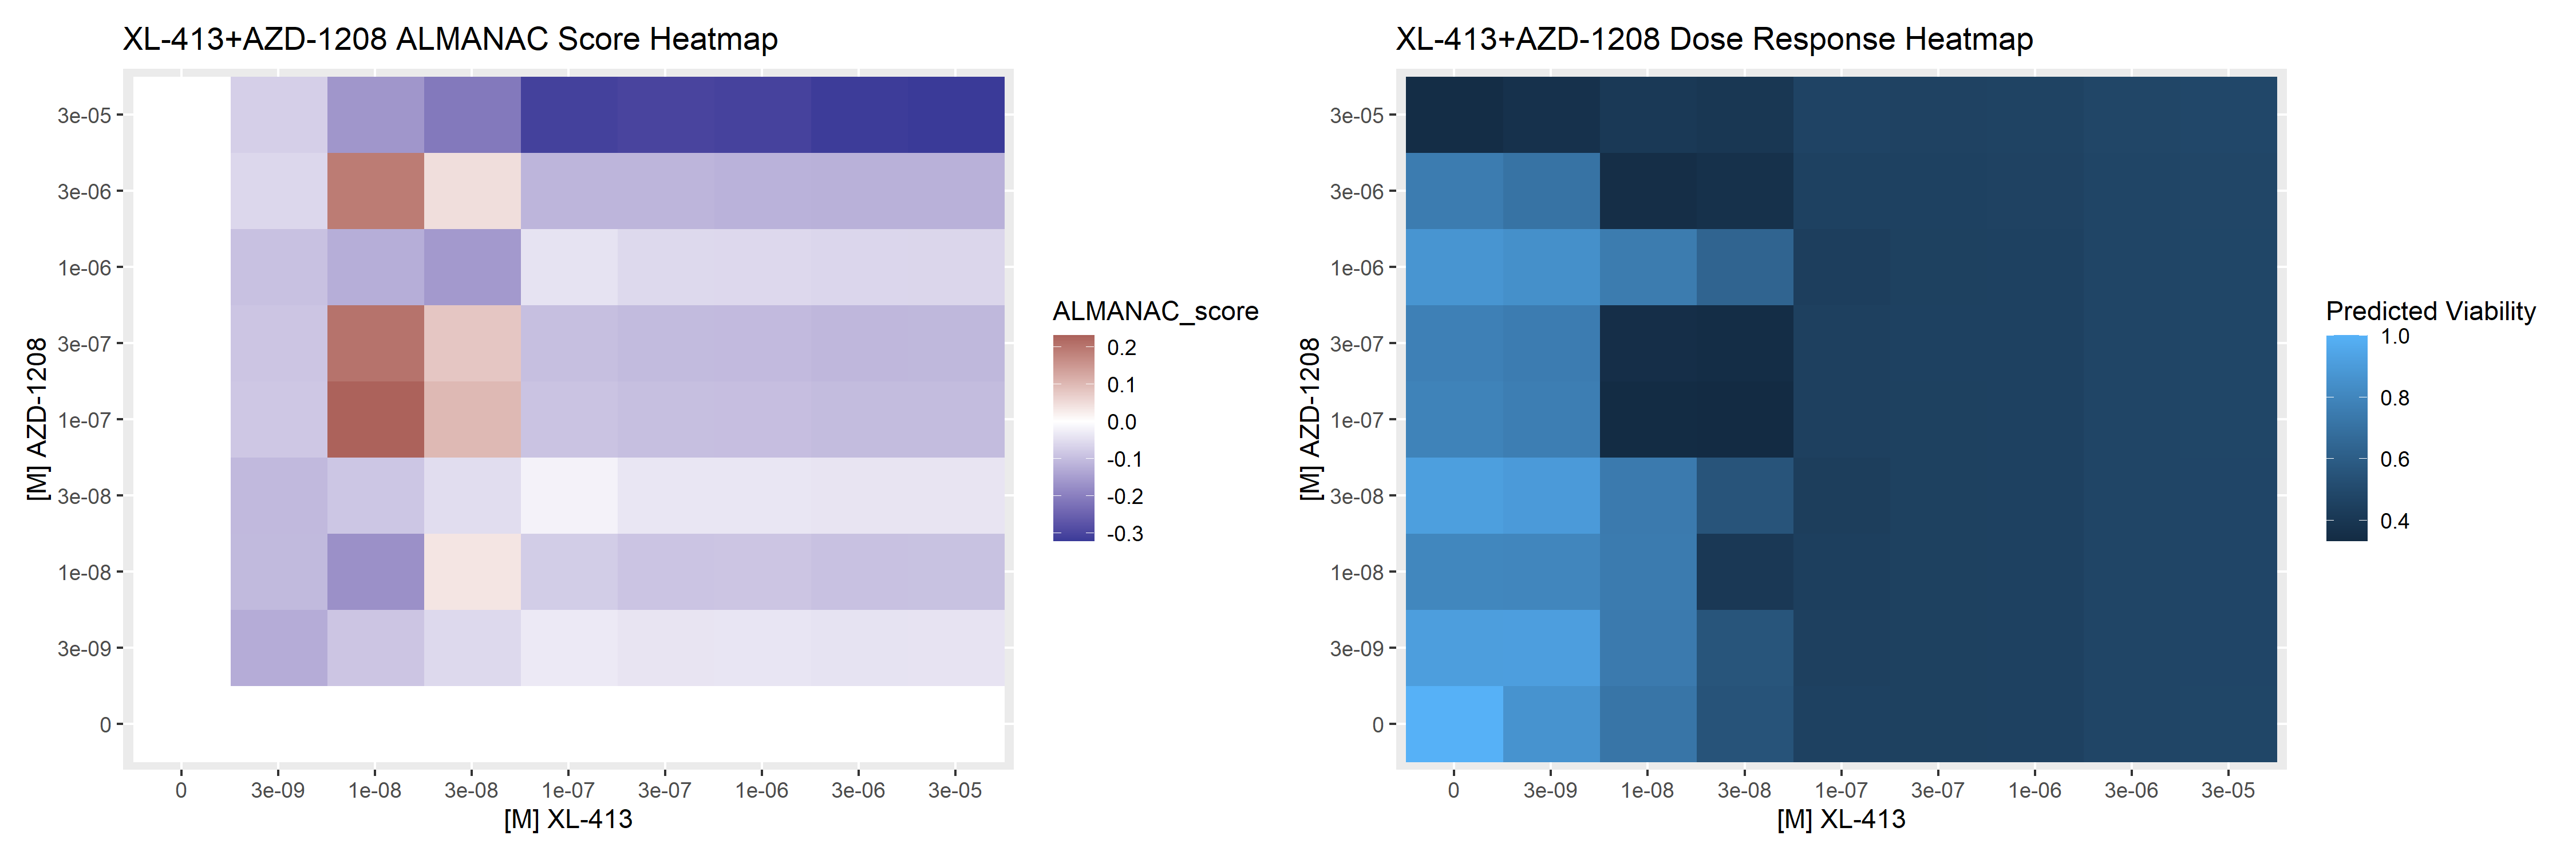 XL-413+AZD-1208 ALMANAC Score Heatmap
[M] AZD-1208
3e-05
3e-06
1e-06
3e-07
1e-07
3e-08
1e-08
3e-09
0
0 3e-09 1e-08 3e-08 1e-07 3e-07 1e-06 3e-06 3e-05
[M] XL-413
ALMANAC_score
0.2
0.1
0.0
-0.1
-0.2
-0.3
XL-413+AZD-1208 Dose Response Heatmap
[M] AZD-1208
3e-05
3e-06
1e-06
3e-07
1e-07
3e-08
1e-08
3e-09
0
0 3e-09 1e-08 3e-08 1e-07 3e-07 1e-06 3e-06 3e-05
[M] XL-413
Predicted Viability
1.0
0.8
0.6
0.4